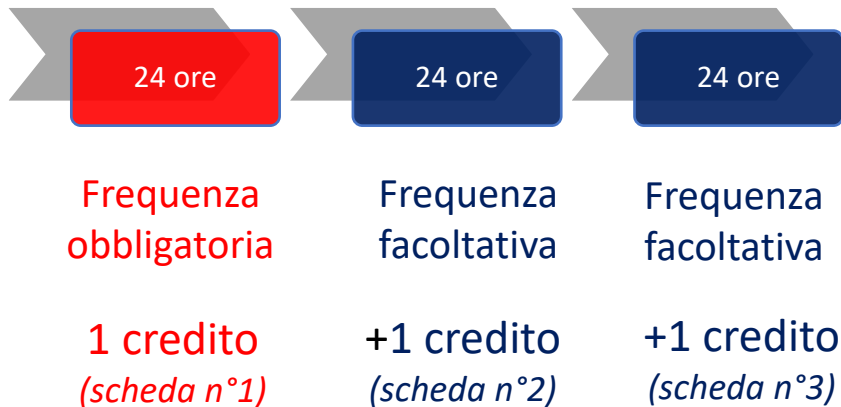 24 ore
24 ore
24 ore
Frequenza
obbligatoria
Frequenza
facoltativa
Frequenza
facoltativa
1 credito
(scheda n°1)
+1 credito
(scheda n°2)
+1 credito
(scheda n°3)